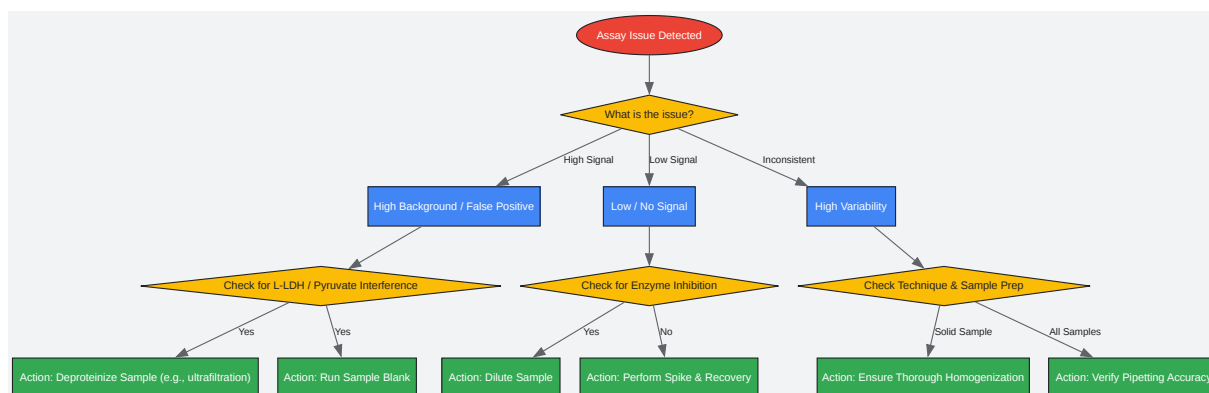 Assay Issue Detected
What is the issue?
High Signal
Low Signal
Inconsistent
High Background / False Positive
Low / No Signal
High Variability
Check for L-LDH / Pyruvate Interference
Check for Enzyme Inhibition
Check Technique & Sample Prep
Yes
Yes
Yes
No
Solid Sample
All Samples
Action: Deproteinize Sample (e.g., ultrafiltration)
Action: Run Sample Blank
Action: Dilute Sample
Action: Perform Spike & Recovery
Action: Ensure Thorough Homogenization
Action: Verify Pipetting Accuracy